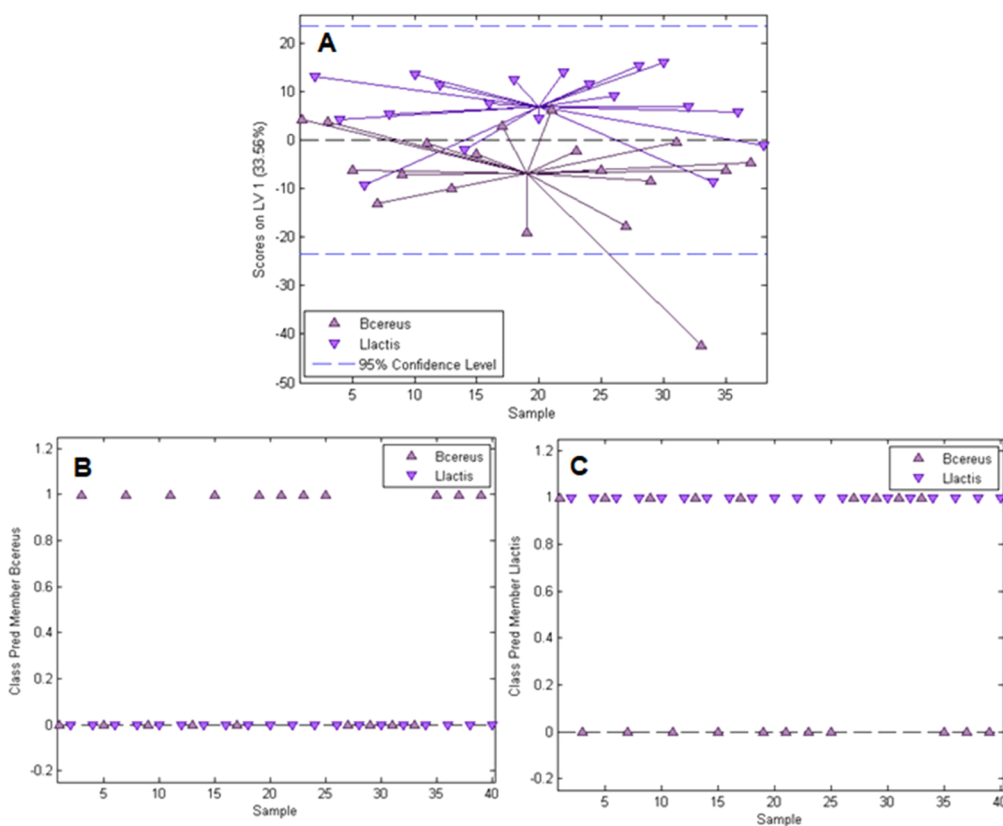 A
Scores on LV 1 (33.56%)
20
10
0
-10
-20
-30
-40
-50
Bcereus
Llactis
95% Confidence Level
5 10 15 20 25 30 35
Sample
B
Class Pred Member Bcereus
1.2
1
0.8
0.6
0.4
0.2
0
-0.2
Bcereus
Llactis
5 10 15 20 25 30 35 40
Sample
C
Class Pred Member Llactis
1.2
1
0.8
0.6
0.4
0.2
0
-0.2
Bcereus
Llactis
5 10 15 20 25 30 35 40
Sample